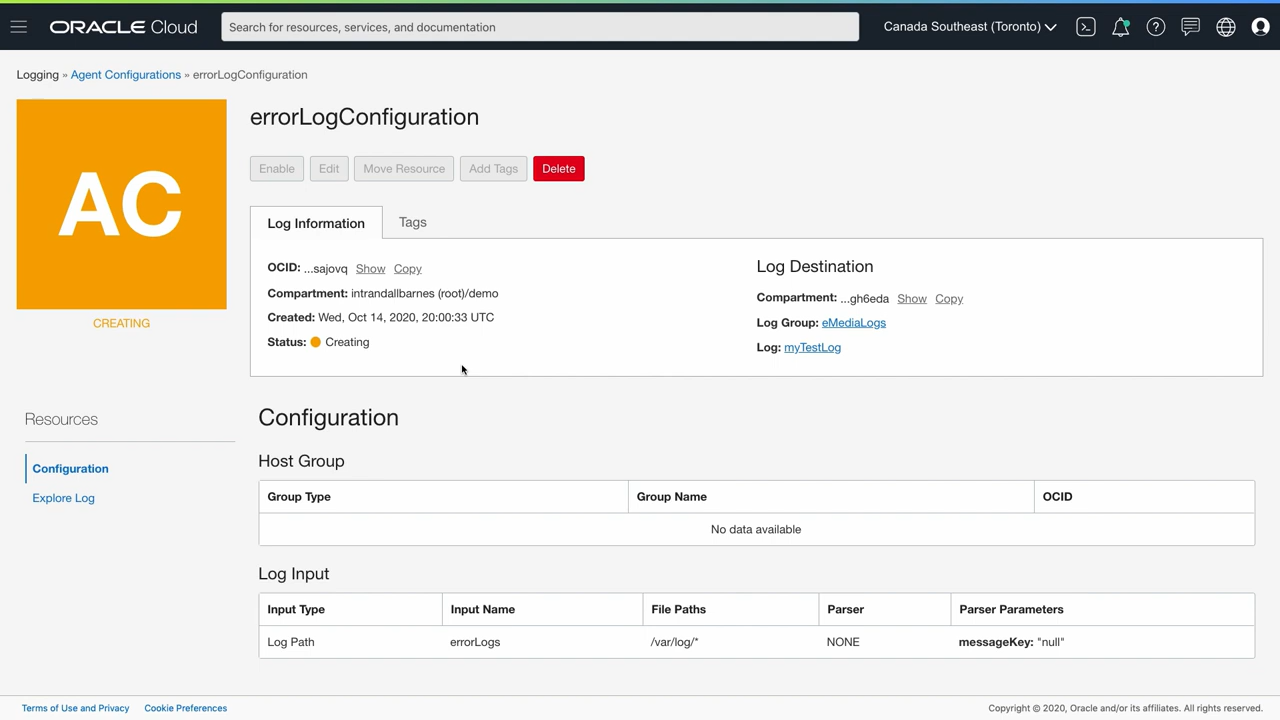 ORACLE Cloud
Search for resources, services, and documentation
Canada Southeast (Toronto)
Logging » Agent Configurations » errorLogConfiguration
AC
CREATING
errorLogConfiguration
Enable Edit Move Resource Add Tags Delete
Log Information Tags
OCID: ...sajovq Show Copy
Compartment: intrandallbarnes (root)/demo
Created: Wed, Oct 14, 2020, 20:00:33 UTC
Status: Creating
Log Destination
Compartment: ...gh6eda Show Copy
Log Group: eMediaLogs
Log: myTestLog
Resources
Configuration
Explore Log
Configuration
Host Group
Group Type Group Name OCID
No data available
Log Input
Input Type Input Name File Paths Parser Parser Parameters
Log Path errorLogs /var/log/* NONE messageKey: "null"
Terms of Use and Privacy Cookie Preferences
Copyright © 2020, Oracle and/or its affiliates. All rights reserved.